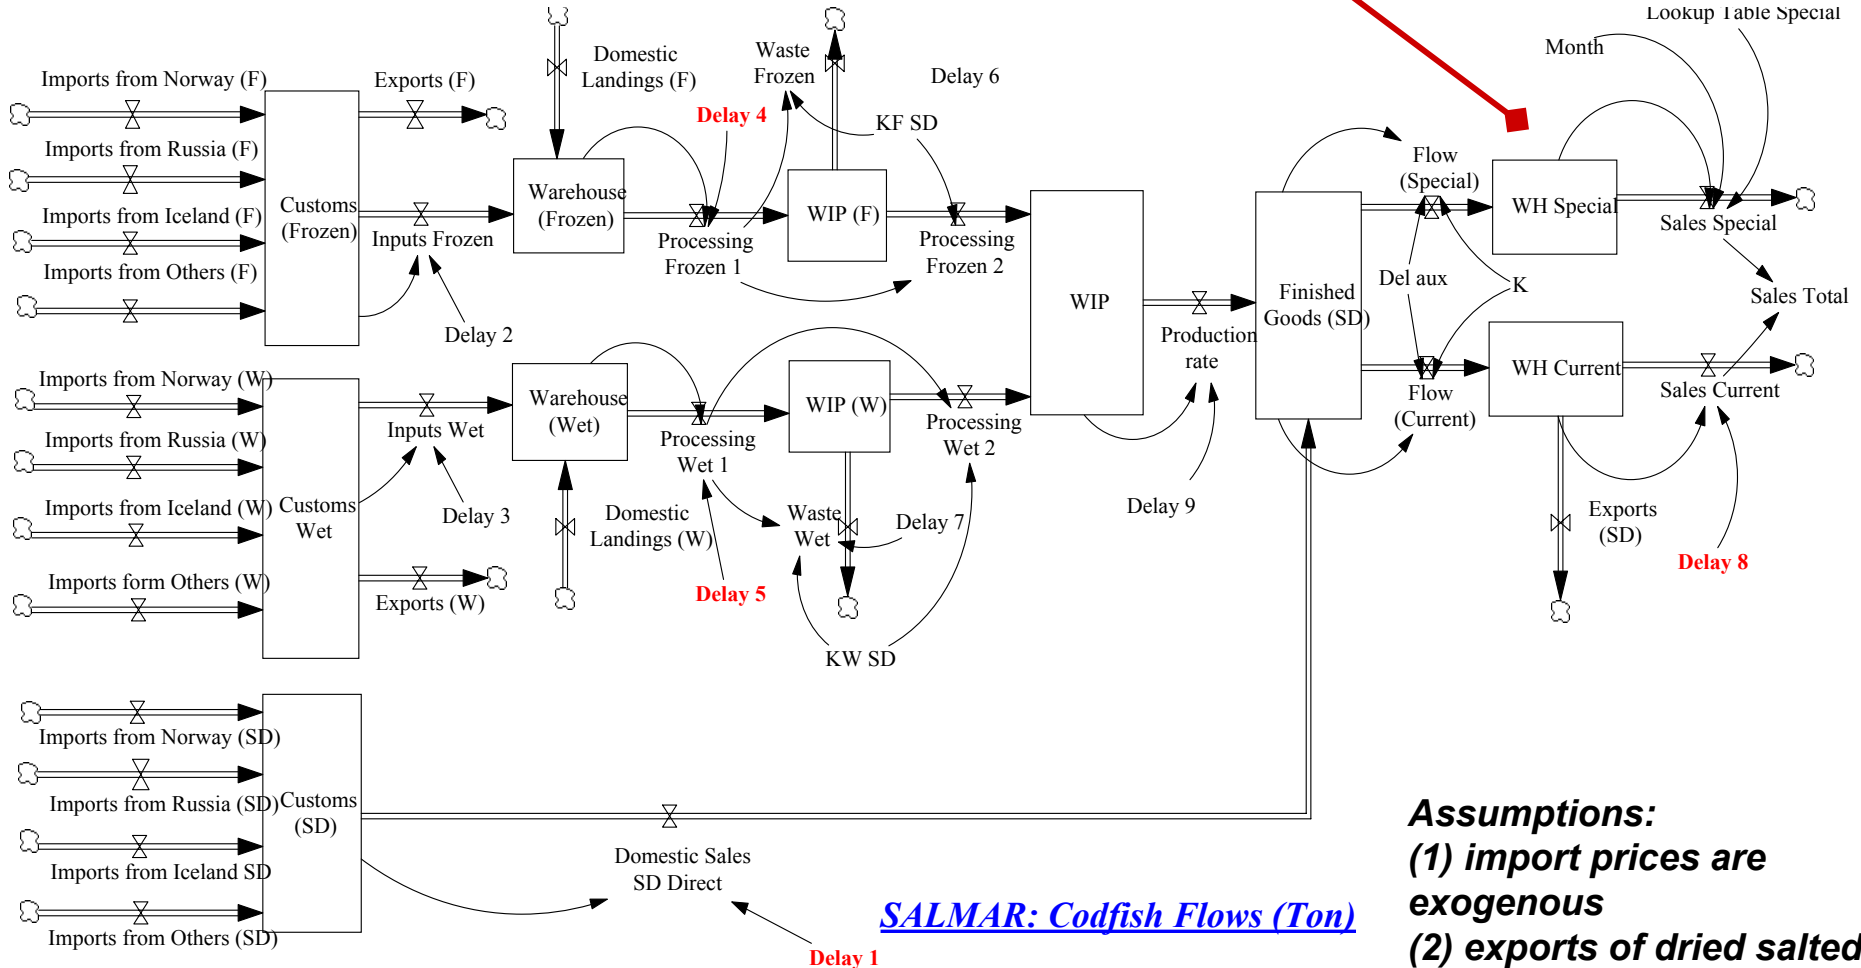 Lookup Table Special
Month
Domestic
Landings (F)
Waste
Frozen
Delay 6
Imports from Norway (F)
Exports (F)
Delay 4
KF SD
Imports from Russia (F)
Flow
(Special)
Customs
(Frozen)
Warehouse
(Frozen)
WIP (F)
WH Special
Imports from Iceland (F)
Inputs Frozen
Processing
Frozen 1
Processing
Frozen 2
Sales Special
Imports from Others (F)
Del aux
K
WIP
Finished
Goods (SD)
Sales Total
Delay 2
Production
rate
Imports from Norway (W)
Warehouse
(Wet)
WIP (W)
WH Current
Sales Current
Flow
(Current)
Inputs Wet
Processing
Wet 1
Processing
Wet 2
Imports from Russia (W)
Customs
Wet
Imports from Iceland (W)
Delay 3
Domestic
Landings (W)
Waste
Wet
Delay 7
Delay 9
Exports
(SD)
Delay 8
Imports form Others (W)
Exports (W)
Delay 5
KW SD
Imports from Norway (SD)
Imports from Russia (SD)
Customs
(SD)
Imports from Iceland SD
Imports from Others (SD)
Domestic Sales
SD Direct
Delay 1
SALMAR: Codfish Flows (Ton)
Assumptions:
(1) import prices are
exogenous
(2) exports of dried salted